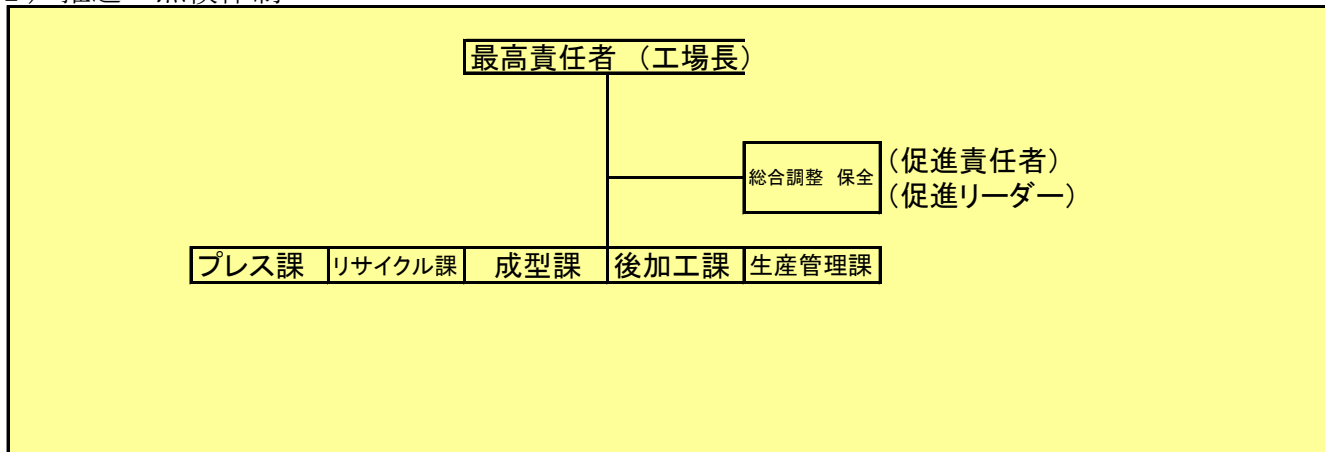 最高責任者 （工場長）
総合調整 保全
（促進責任者）
（促進リーダー）
プレス課 リサイクル課 成型課 後加工課 生産管理課